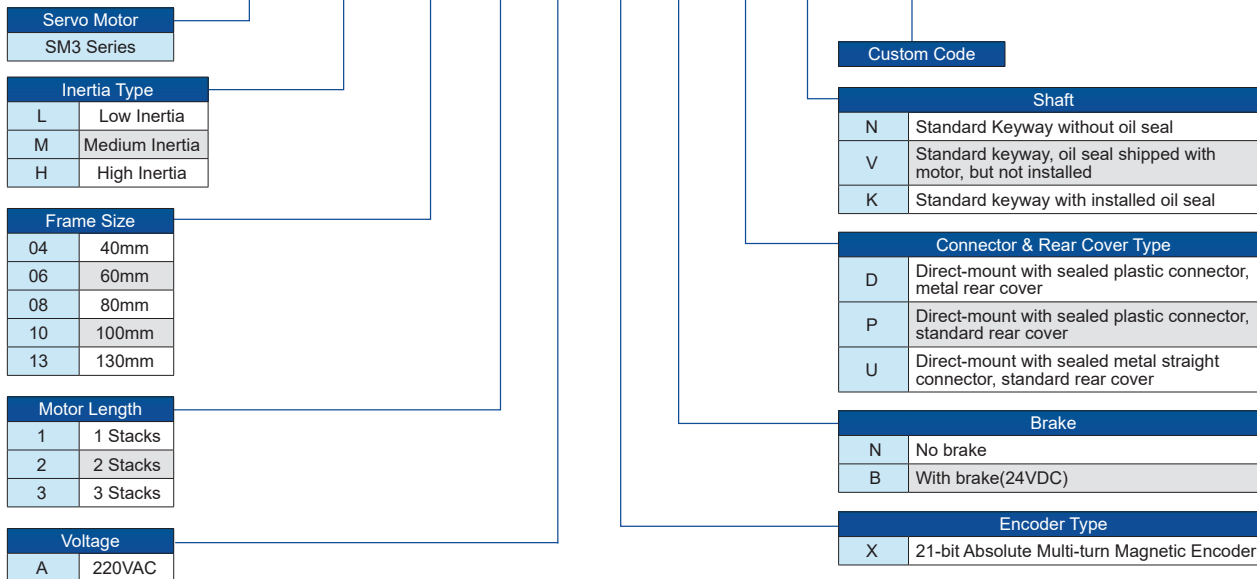 Servo Motor
SM3 Series
Inertia Type
L Low Inertia
M Medium Inertia
H High Inertia
Frame Size
04 40mm
06 60mm
08 80mm
10 100mm
13 130mm
Motor Length
1 1 Stacks
2 2 Stacks
3 3 Stacks
Voltage
A 220VAC
Custom Code
Shaft
N Standard Keyway without oil seal
V Standard keyway, oil seal shipped with
motor, but not installed
K Standard keyway with installed oil seal
Connector & Rear Cover Type
D Direct-mount with sealed plastic connector,
metal rear cover
P Direct-mount with sealed plastic connector,
standard rear cover
U Direct-mount with sealed metal straight
connector, standard rear cover
Brake
N No brake
B With brake(24VDC)
Encoder Type
X 21-bit Absolute Multi-turn Magnetic Encoder